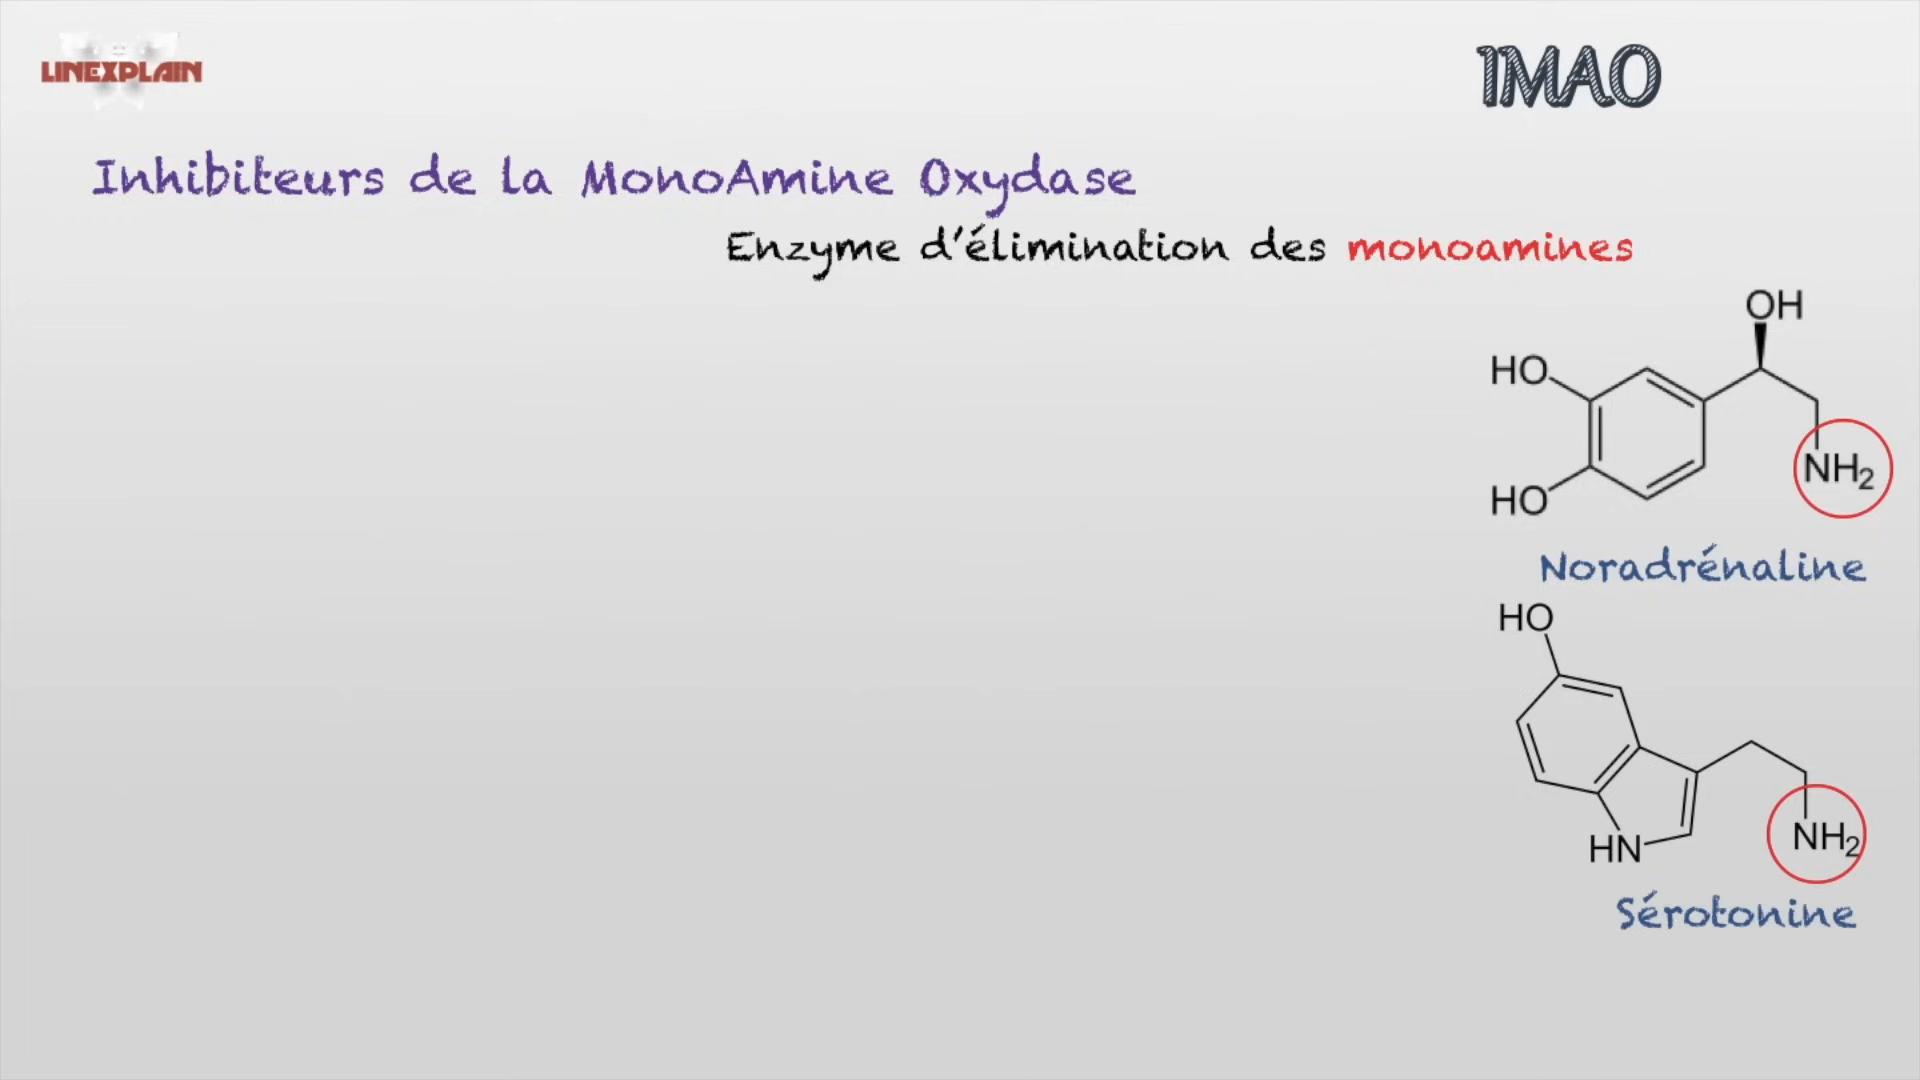 LINEXPLAIN
IMAO
Inhibiteurs de la MonoAmine Oxydase
Enzyme d'élimination des monoamines
OH
HO
NH2
HO
Noradrénaline
HO
NH2
HN
Sérotonine